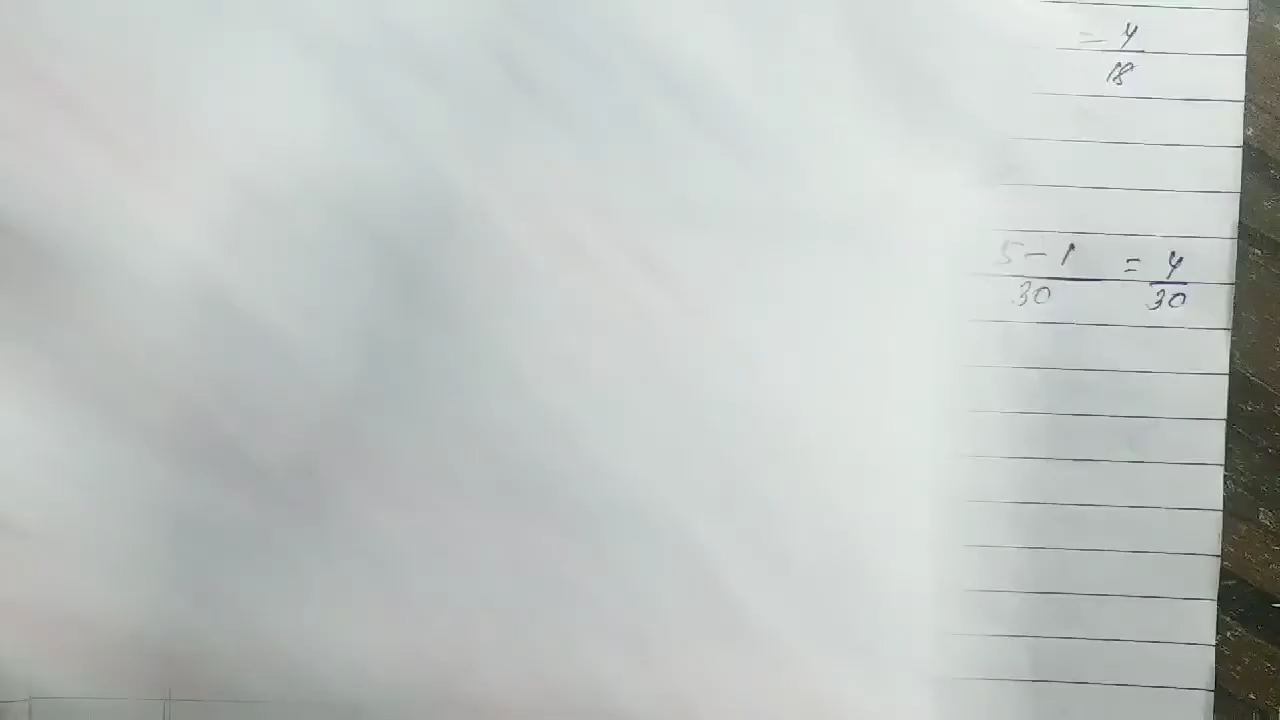 = 4/18
5-1/30 = 4/30